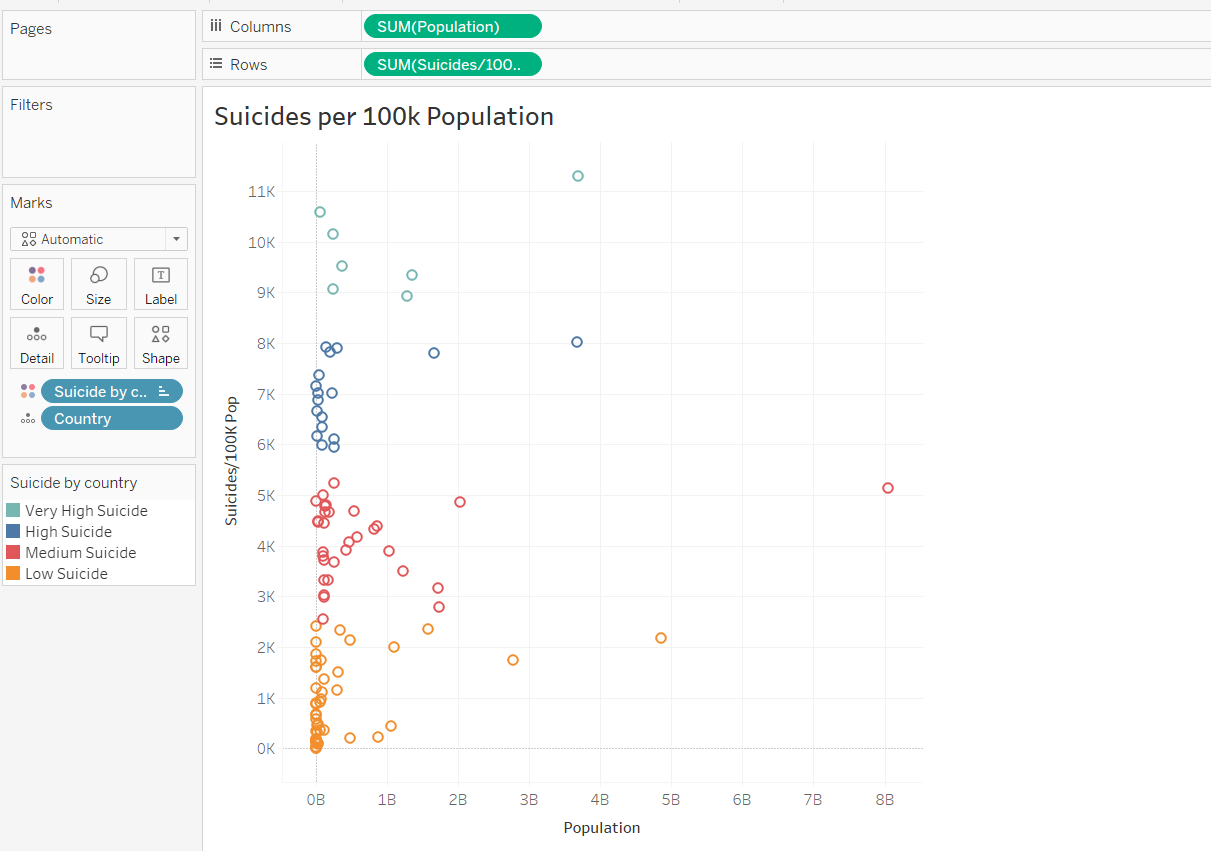 Pages
Columns SUM(Population)
Rows SUM(Suicides/100..
Filters
Marks
Automatic
Color Size Label
T
Detail Tooltip Shape
Suicide by c..
Country
Suicide by country
Very High Suicide
High Suicide
Medium Suicide
Low Suicide
Suicides per 100k Population
Suicides/100K Pop
11K
10K
9K
8K
7K
6K
5K
4K
3K
2K
1K
0K
0B 1B 2B 3B 4B 5B 6B 7B 8B
Population